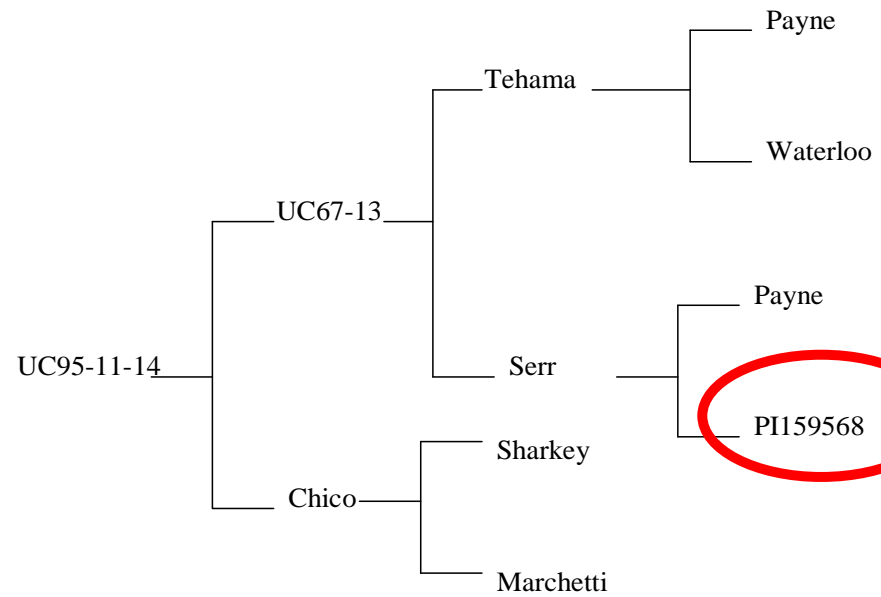 Payne
Tehama
Waterloo
UC67-13
Payne
UC95-11-14
Serr
PI159568
Sharkey
Chico
Marchetti